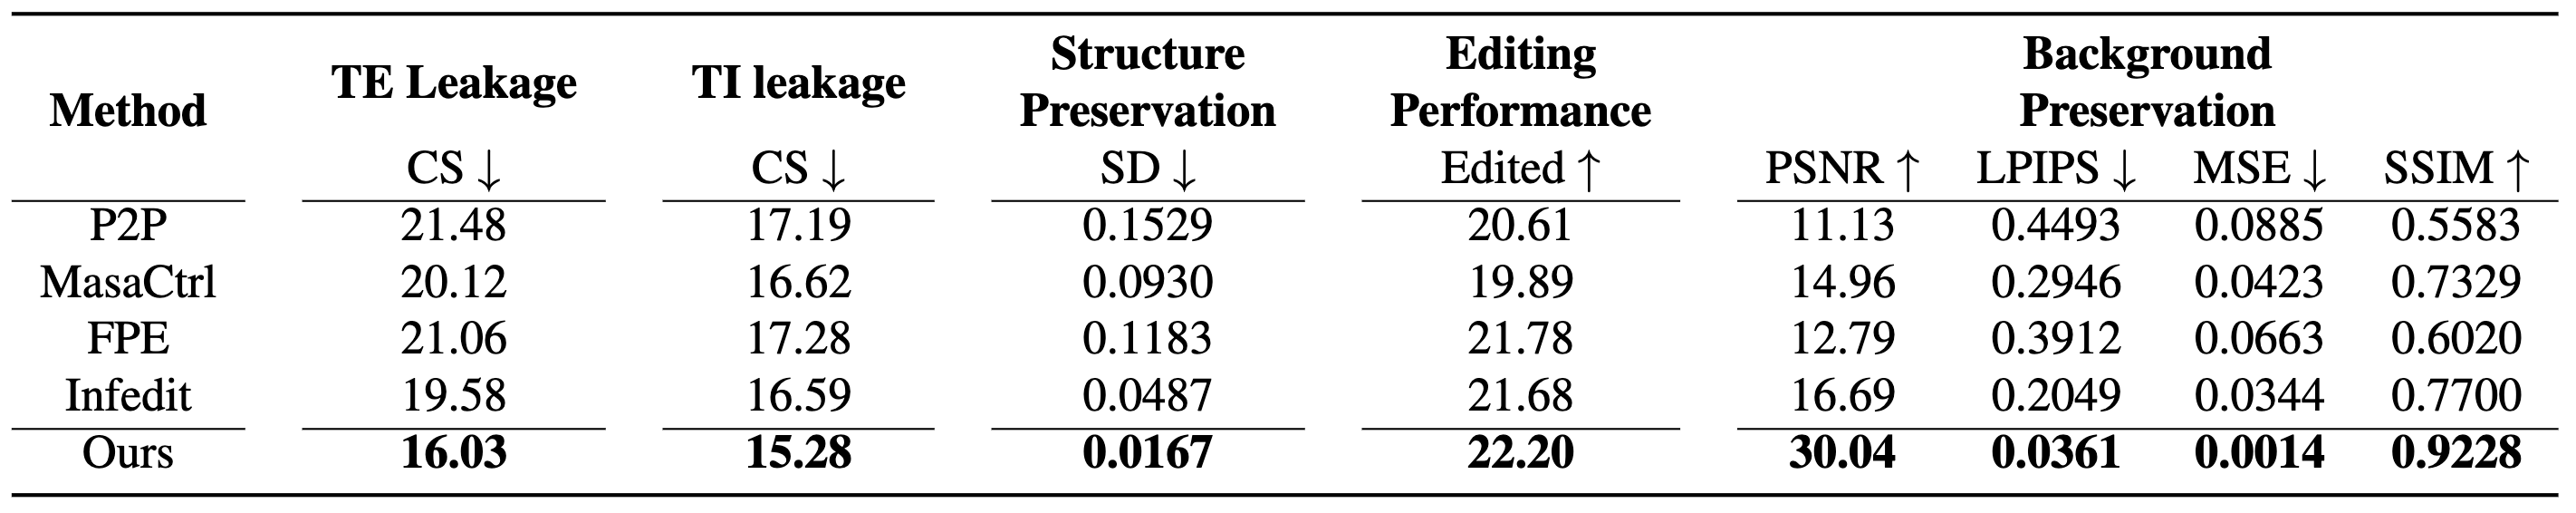 Method TE Leakage TI leakage Structure Preservation Editing Performance Background Preservation
CS ↓ CS ↓ SD ↓ Edited ↑ PSNR ↑ LPIPS ↓ MSE ↓ SSIM ↑
P2P 21.48 17.19 0.1529 20.61 11.13 0.4493 0.0885 0.5583
MasaCtrl 20.12 16.62 0.0930 19.89 14.96 0.2946 0.0423 0.7329
FPE 21.06 17.28 0.1183 21.78 12.79 0.3912 0.0663 0.6020
Infedit 19.58 16.59 0.0487 21.68 16.69 0.2049 0.0344 0.7700
Ours 16.03 15.28 0.0167 22.20 30.04 0.0361 0.0014 0.9228